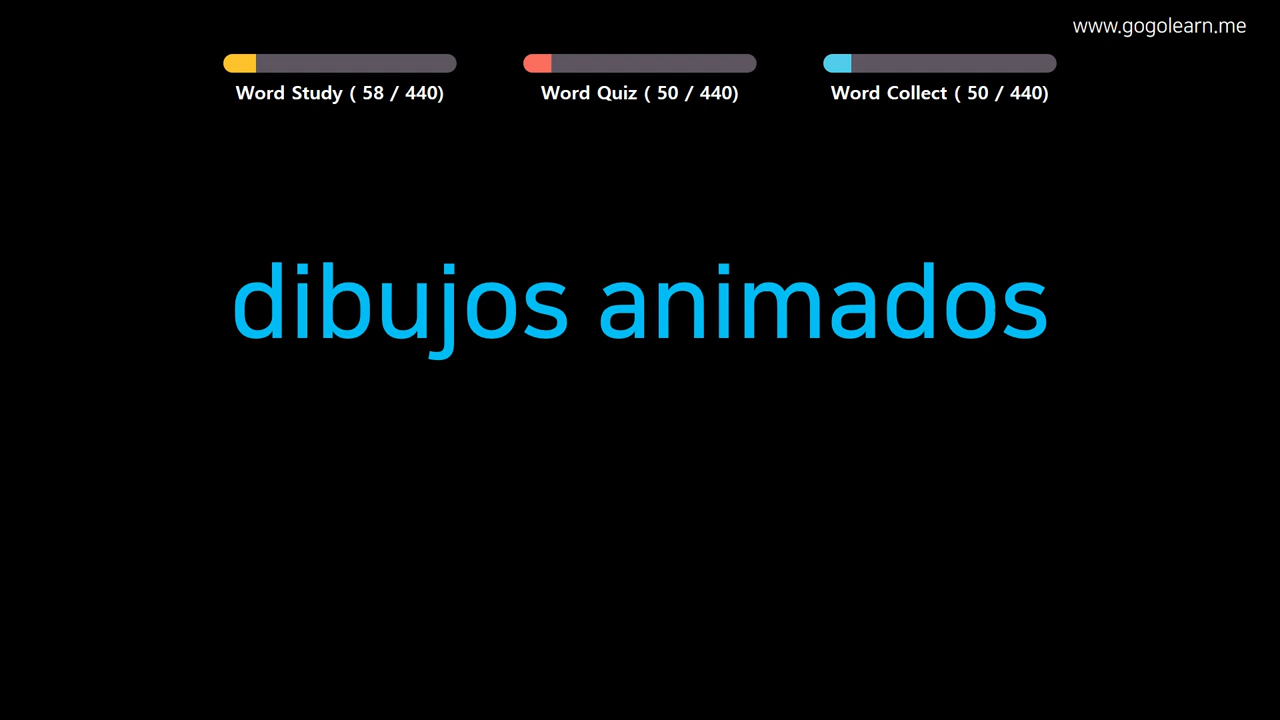 www.gogolearn.me
Word Study ( 58 / 440)
Word Quiz ( 50 / 440)
Word Collect ( 50 / 440)
dibujos animados